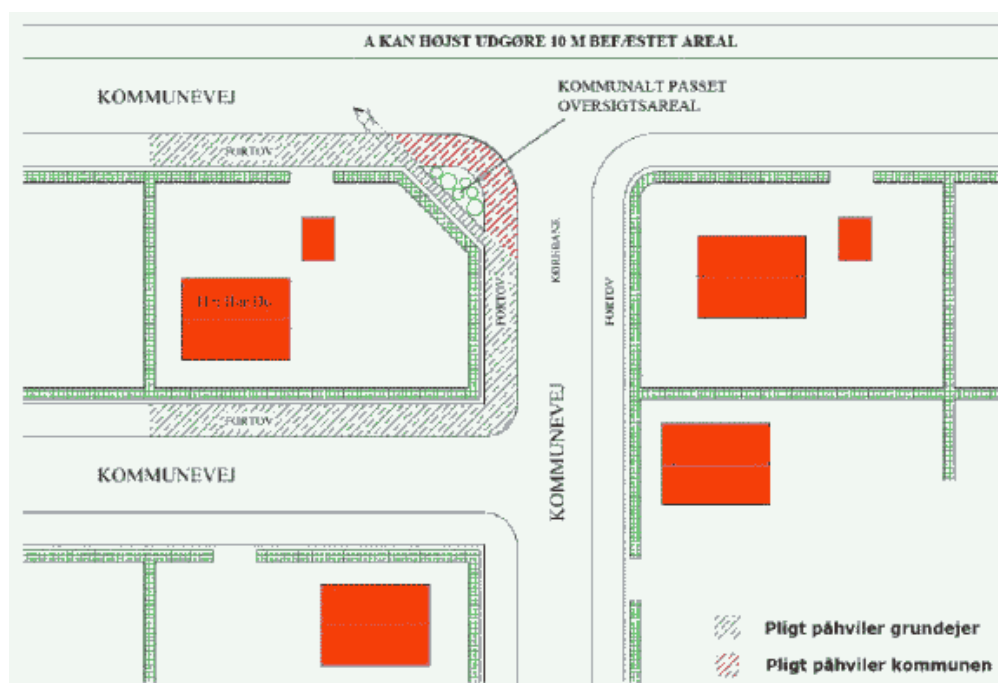 A KAN HØJST UDGØRE 10 M BEFÆSTET AREAL
KOMMUNEVEJ
KOMMUNALT PASSET
OVERSIGTSAREAL
FORTOV
KØREBANE
FORTOV
FORTOV
KOMMUNEVEJ
FORTOV
KOMMUNEVEJ
Pligt påhviler grundejer
Pligt påhviler kommunen